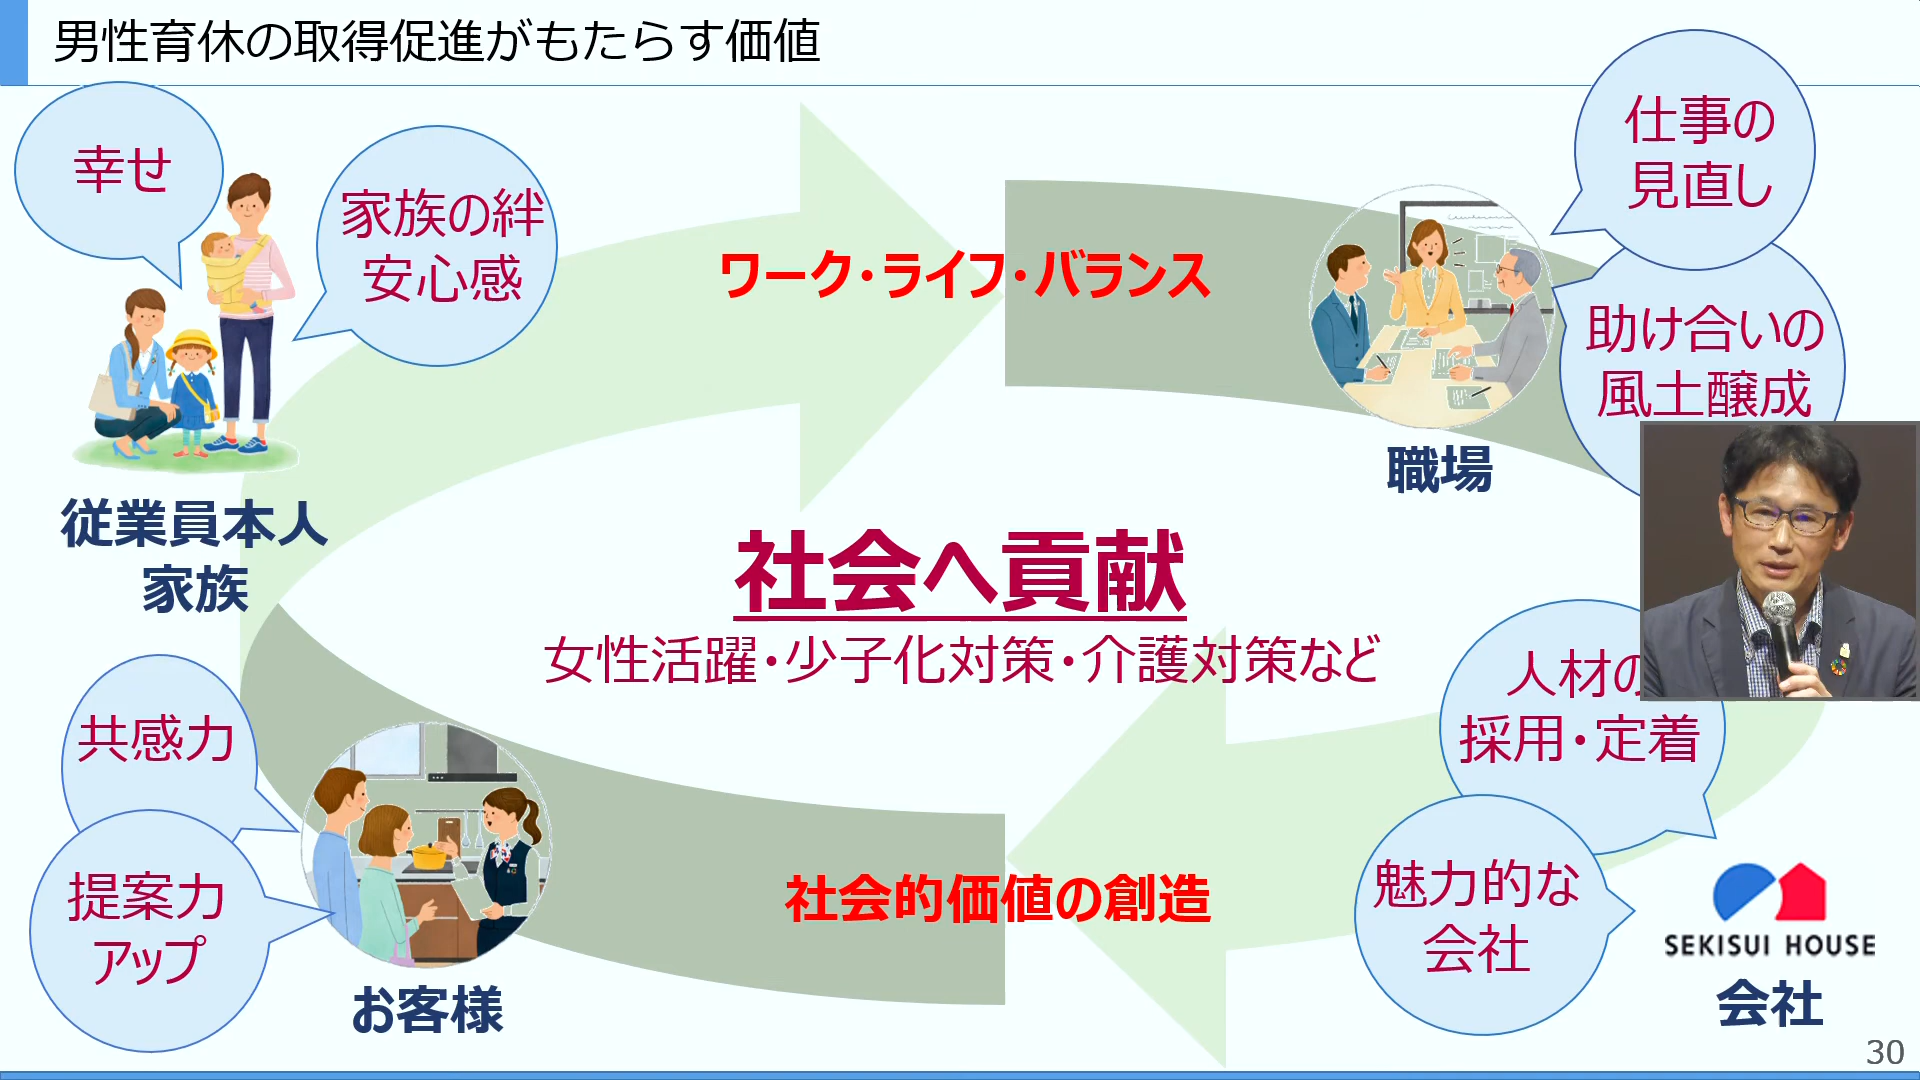 男性育休の取得促進がもたらす価値
幸せ
家族の絆
安心感
ワーク・ライフ・バランス
仕事の
見直し
助け合いの
風土醸成
職場
従業員本人
家族
社会へ貢献
女性活躍・少子化対策・介護対策など
共感力
提案力
アップ
お客様
社会的価値の創造
人材の
採用・定着
魅力的な
会社
SEKISUI HOUSE
会社
30